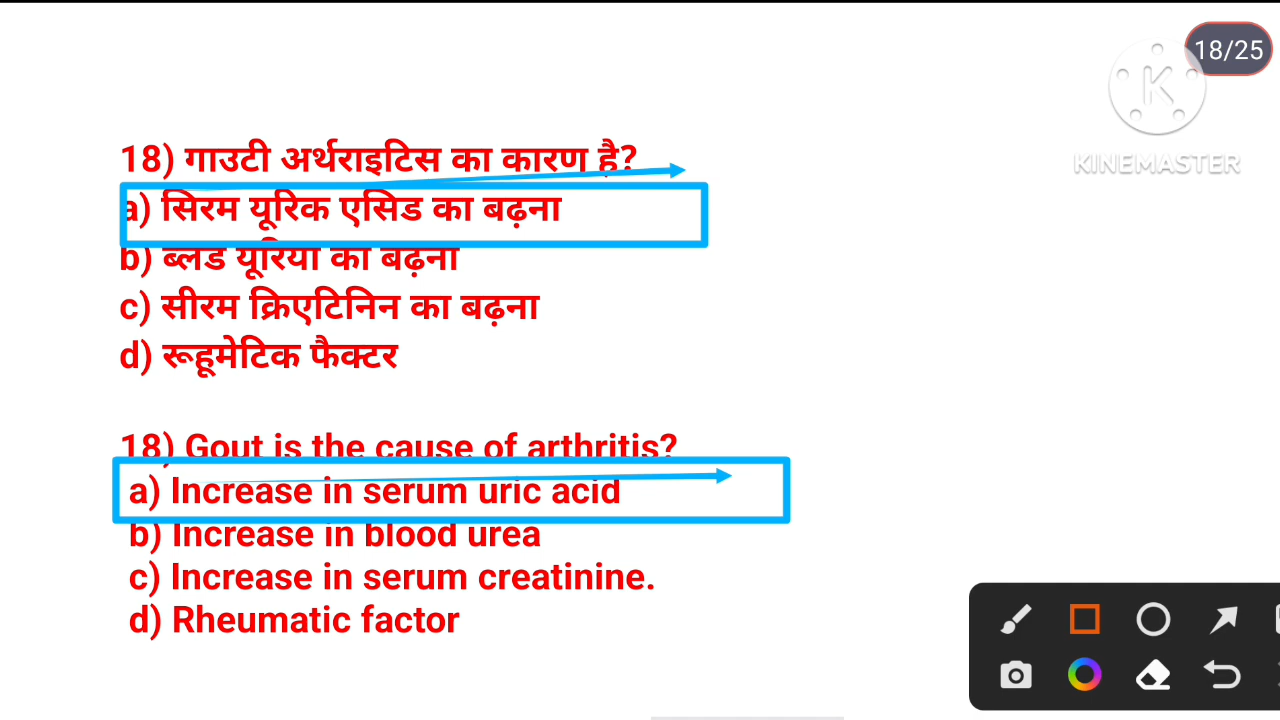 18/25
KINEMASTER
18) गाउटी अर्थराइटिस का कारण है?
a) सिरम यूरिक एसिड का बढ़ना
b) ब्लड यूरिया का बढ़ना
c) सीरम क्रिएटिनिन का बढ़ना
d) रूहूमेटिक फैक्टर
18) Gout is the cause of arthritis?
a) Increase in serum uric acid
b) Increase in blood urea
c) Increase in serum creatinine.
d) Rheumatic factor